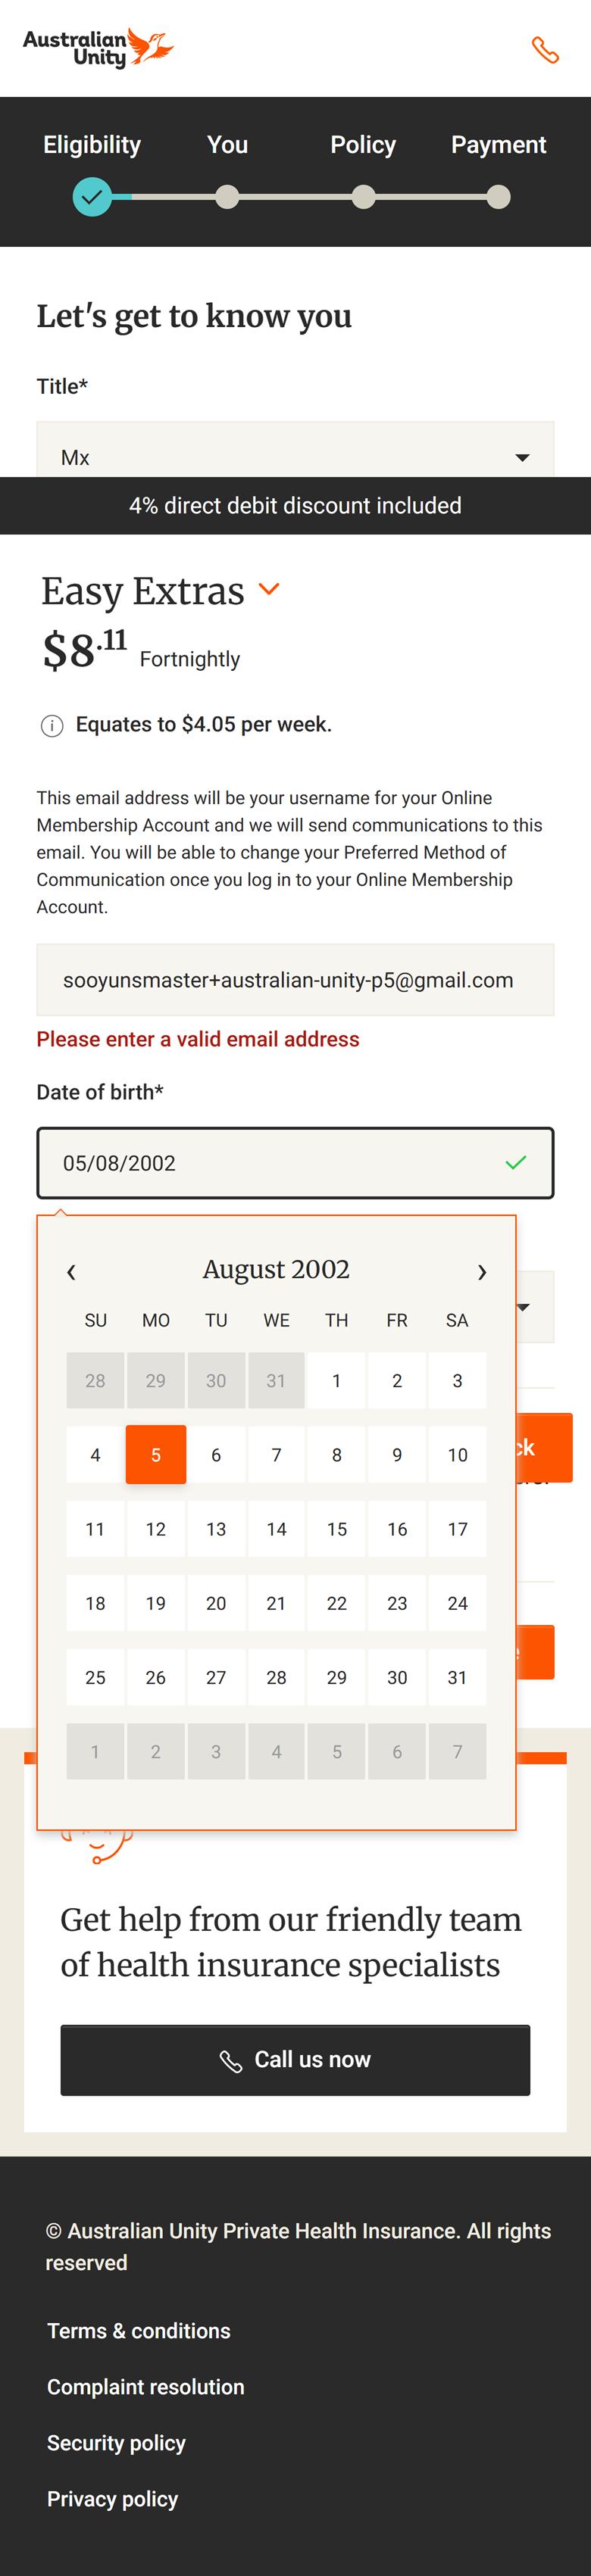 Australian
Unity
Eligibility You Policy Payment
Let's get to know you
Title*
Mx
4% direct debit discount included
Easy Extras
$8.11 Fortnightly
Equates to $4.05 per week.
This email address will be your username for your Online
Membership Account and we will send communications to this
email. You will be able to change your Preferred Method of
Communication once you log in to your Online Membership
Account.
sooyunsmaster+australian-unity-p5@gmail.com
Please enter a valid email address
Date of birth*
05/08/2002
‹ August 2002 ›
SU MO TU WE TH FR SA
28 29 30 31 1 2 3
ck
4 5 6 7 8 9 10
11 12 13 14 15 16 17
18 19 20 21 22 23 24
25 26 27 28 29 30 31
1 2 3 4 5 6 7
Get help from our friendly team
of health insurance specialists
Call us now
© Australian Unity Private Health Insurance. All rights
reserved
Terms & conditions
Complaint resolution
Security policy
Privacy policy